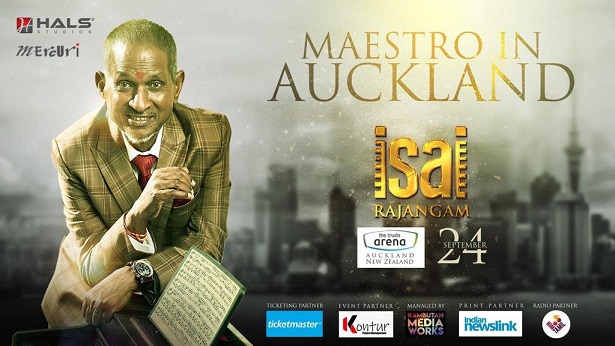 HALS
STUDIOS
mercuri
MAESTRO IN
AUCKLAND
isai
RAJANGAM
the trusts
arena
AUCKLAND
NEW ZEALAND
24
SEPTEMBER
TICKETING PARTNER
ticketmaster
EVENT PARTNER
Kontur
MANAGED BY
RAMBUTAN
MEDIA
WORKS
PRINT PARTNER
Indian
newslink
RADIO PARTNER